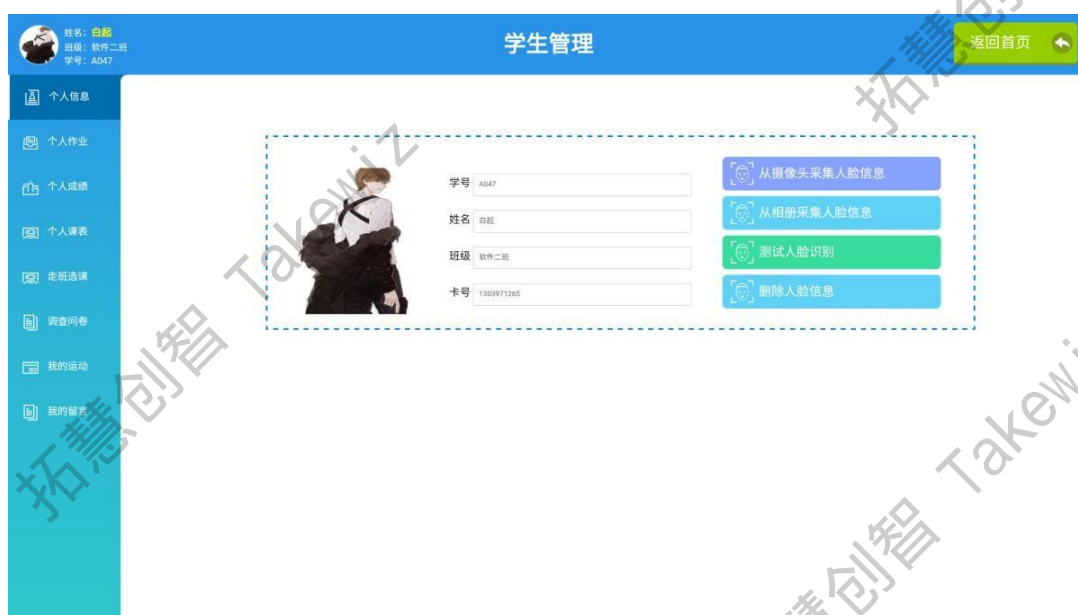 姓名：白起
班级：软件二班
学号：A047
学生管理
返回首页
个人信息
个人作业
个人成绩
个人课表
走班选课
调查问卷
我的运动
我的留言
学号 A047
姓名 白起
班级 软件二班
卡号 1303971265
从摄像头采集人脸信息
从相册采集人脸信息
测试人脸识别
删除人脸信息
拓慧创智 Takewiz